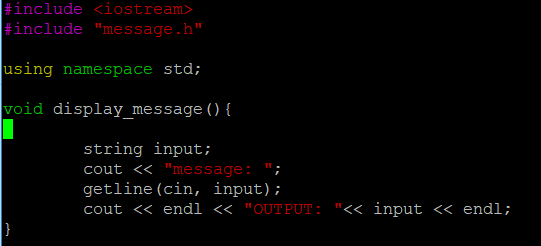 #include <iostream>
#include "message.h"
using namespace std;
void display_message(){
string input;
cout << "message: ";
getline(cin, input);
cout << endl << "OUTPUT: "<< input << endl;
}